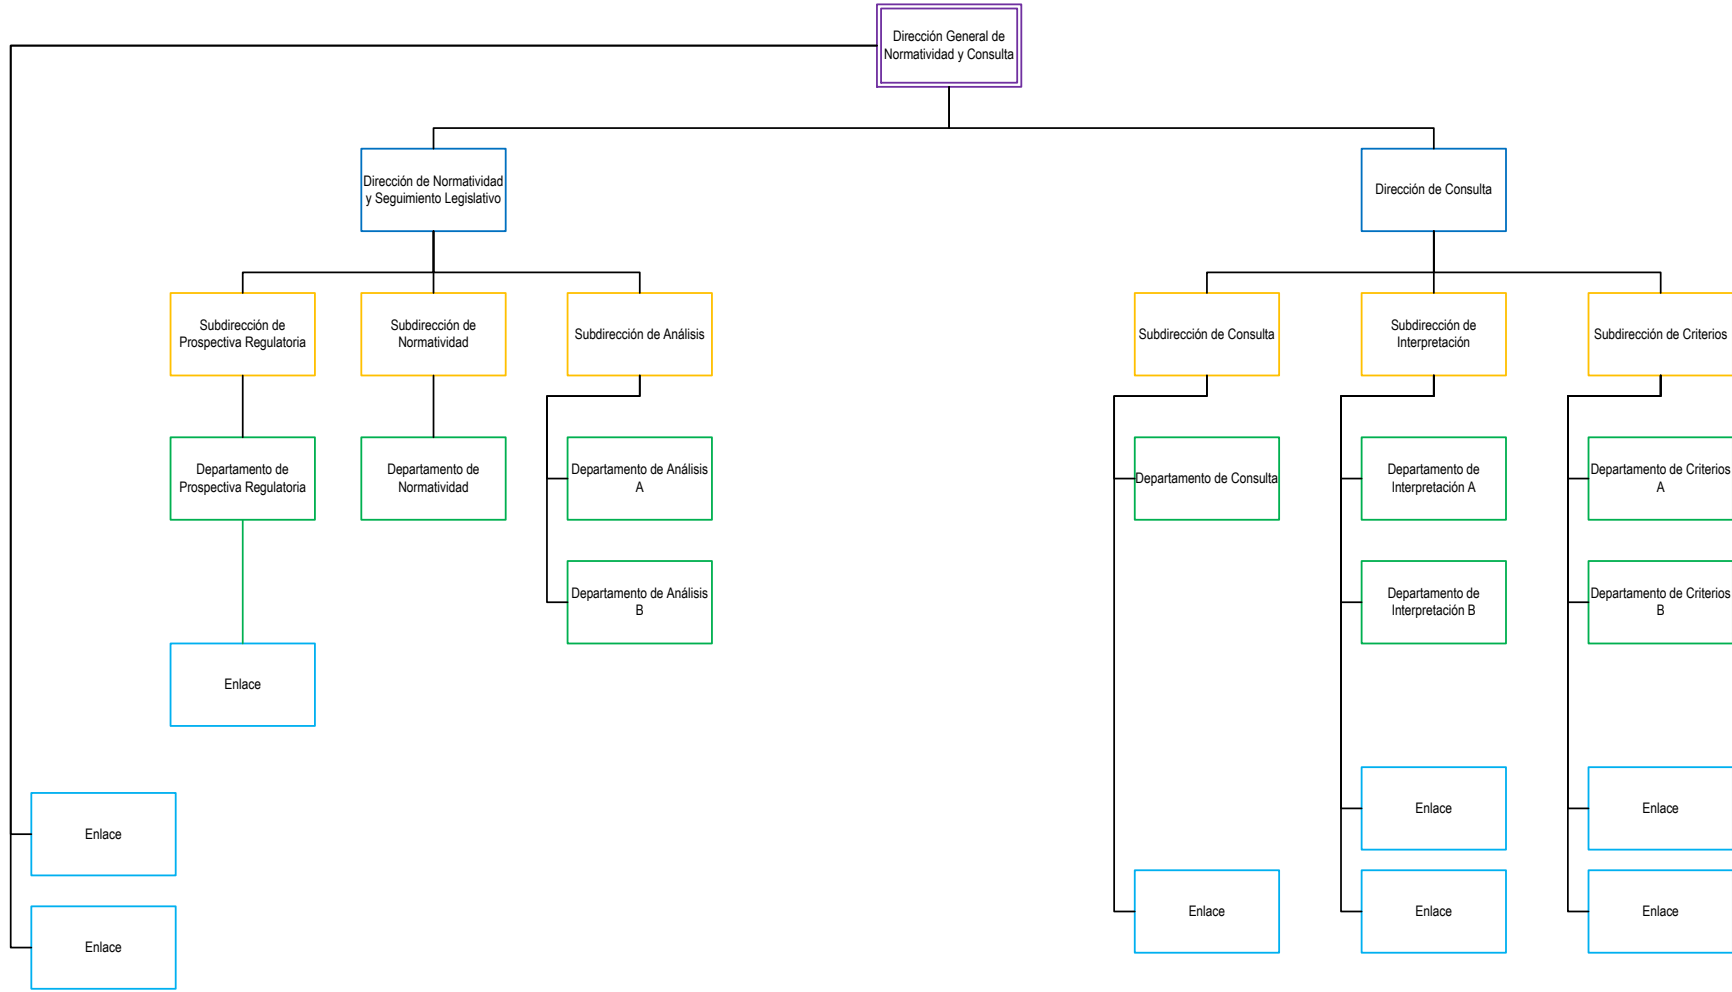 Dirección General de
Normatividad y Consulta
Dirección de Normatividad
y Seguimiento Legislativo
Dirección de Consulta
Subdirección de
Prospectiva Regulatoria
Subdirección de
Normatividad
Subdirección de Análisis
Subdirección de Consulta
Subdirección de
Interpretación
Subdirección de Criterios
Departamento de
Prospectiva Regulatoria
Departamento de
Normatividad
Departamento de Análisis
A
Departamento de Consulta
Departamento de
Interpretación A
Departamento de Criterios
A
Departamento de Análisis
B
Departamento de
Interpretación B
Departamento de Criterios
B
Enlace
Enlace
Enlace
Enlace
Enlace
Enlace
Enlace
Enlace